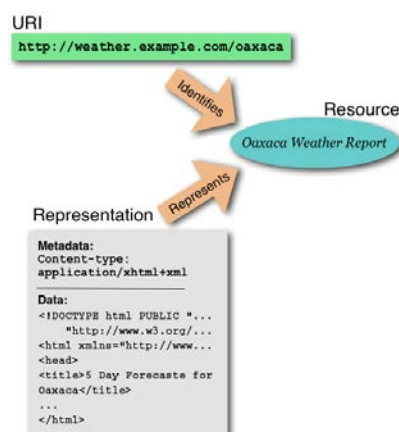 URI
http://weather.example.com/oaxaca
Identifies
Resource
Oaxaca Weather Report
Represents
Representation
Metadata:
Content-type:
application/xhtml+xml
Data:
<!DOCTYPE html PUBLIC "...
"http://www.w3.org/...
<html xmlns="http://www...
<head>
<title>5 Day Forecaste for
Oaxaca</title>
...
</html>